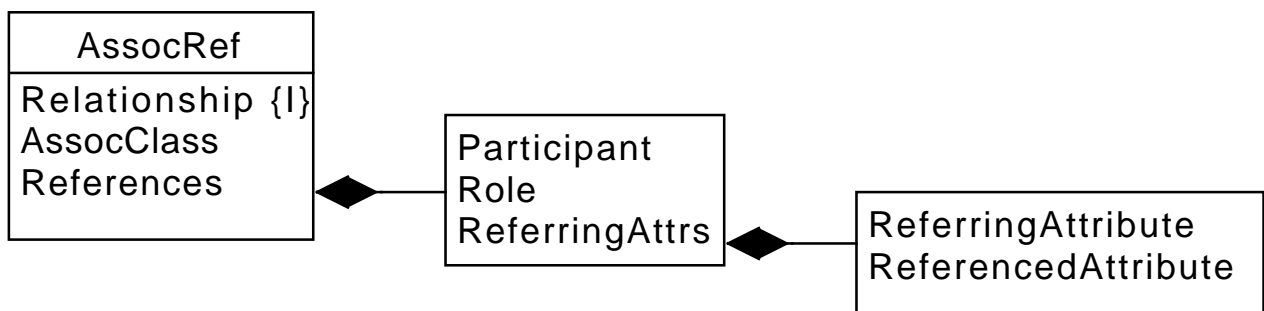 AssocRef
Relationship {I}
AssocClass
References
Participant
Role
ReferringAttrs
ReferringAttribute
ReferencedAttribute